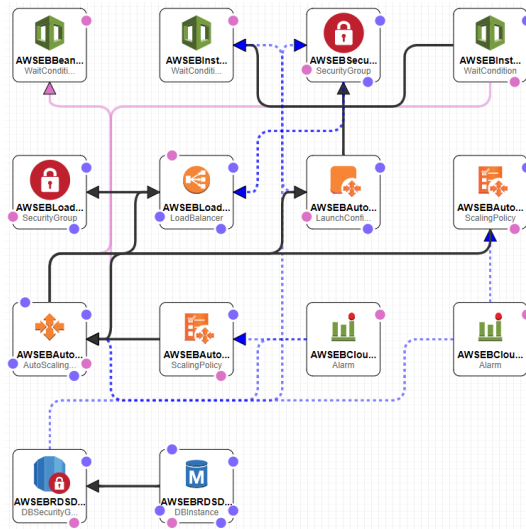 AWSEBBean...
WaitConditi...
AWSEBInst...
WaitConditi...
AWSEBSecu...
SecurityGroup
AWSEBInst...
WaitCondition
AWSEBLoad...
SecurityGroup
AWSEBLoad...
LoadBalancer
AWSEBAuto...
LaunchConfi...
AWSEBAuto...
ScalingPolicy
AWSEBAuto...
AutoScaling...
AWSEBAuto...
ScalingPolicy
AWSEBClou...
Alarm
AWSEBClou...
Alarm
AWSEBRDSD...
DBSecurityG...
M
AWSEBRDSD...
DBInstance